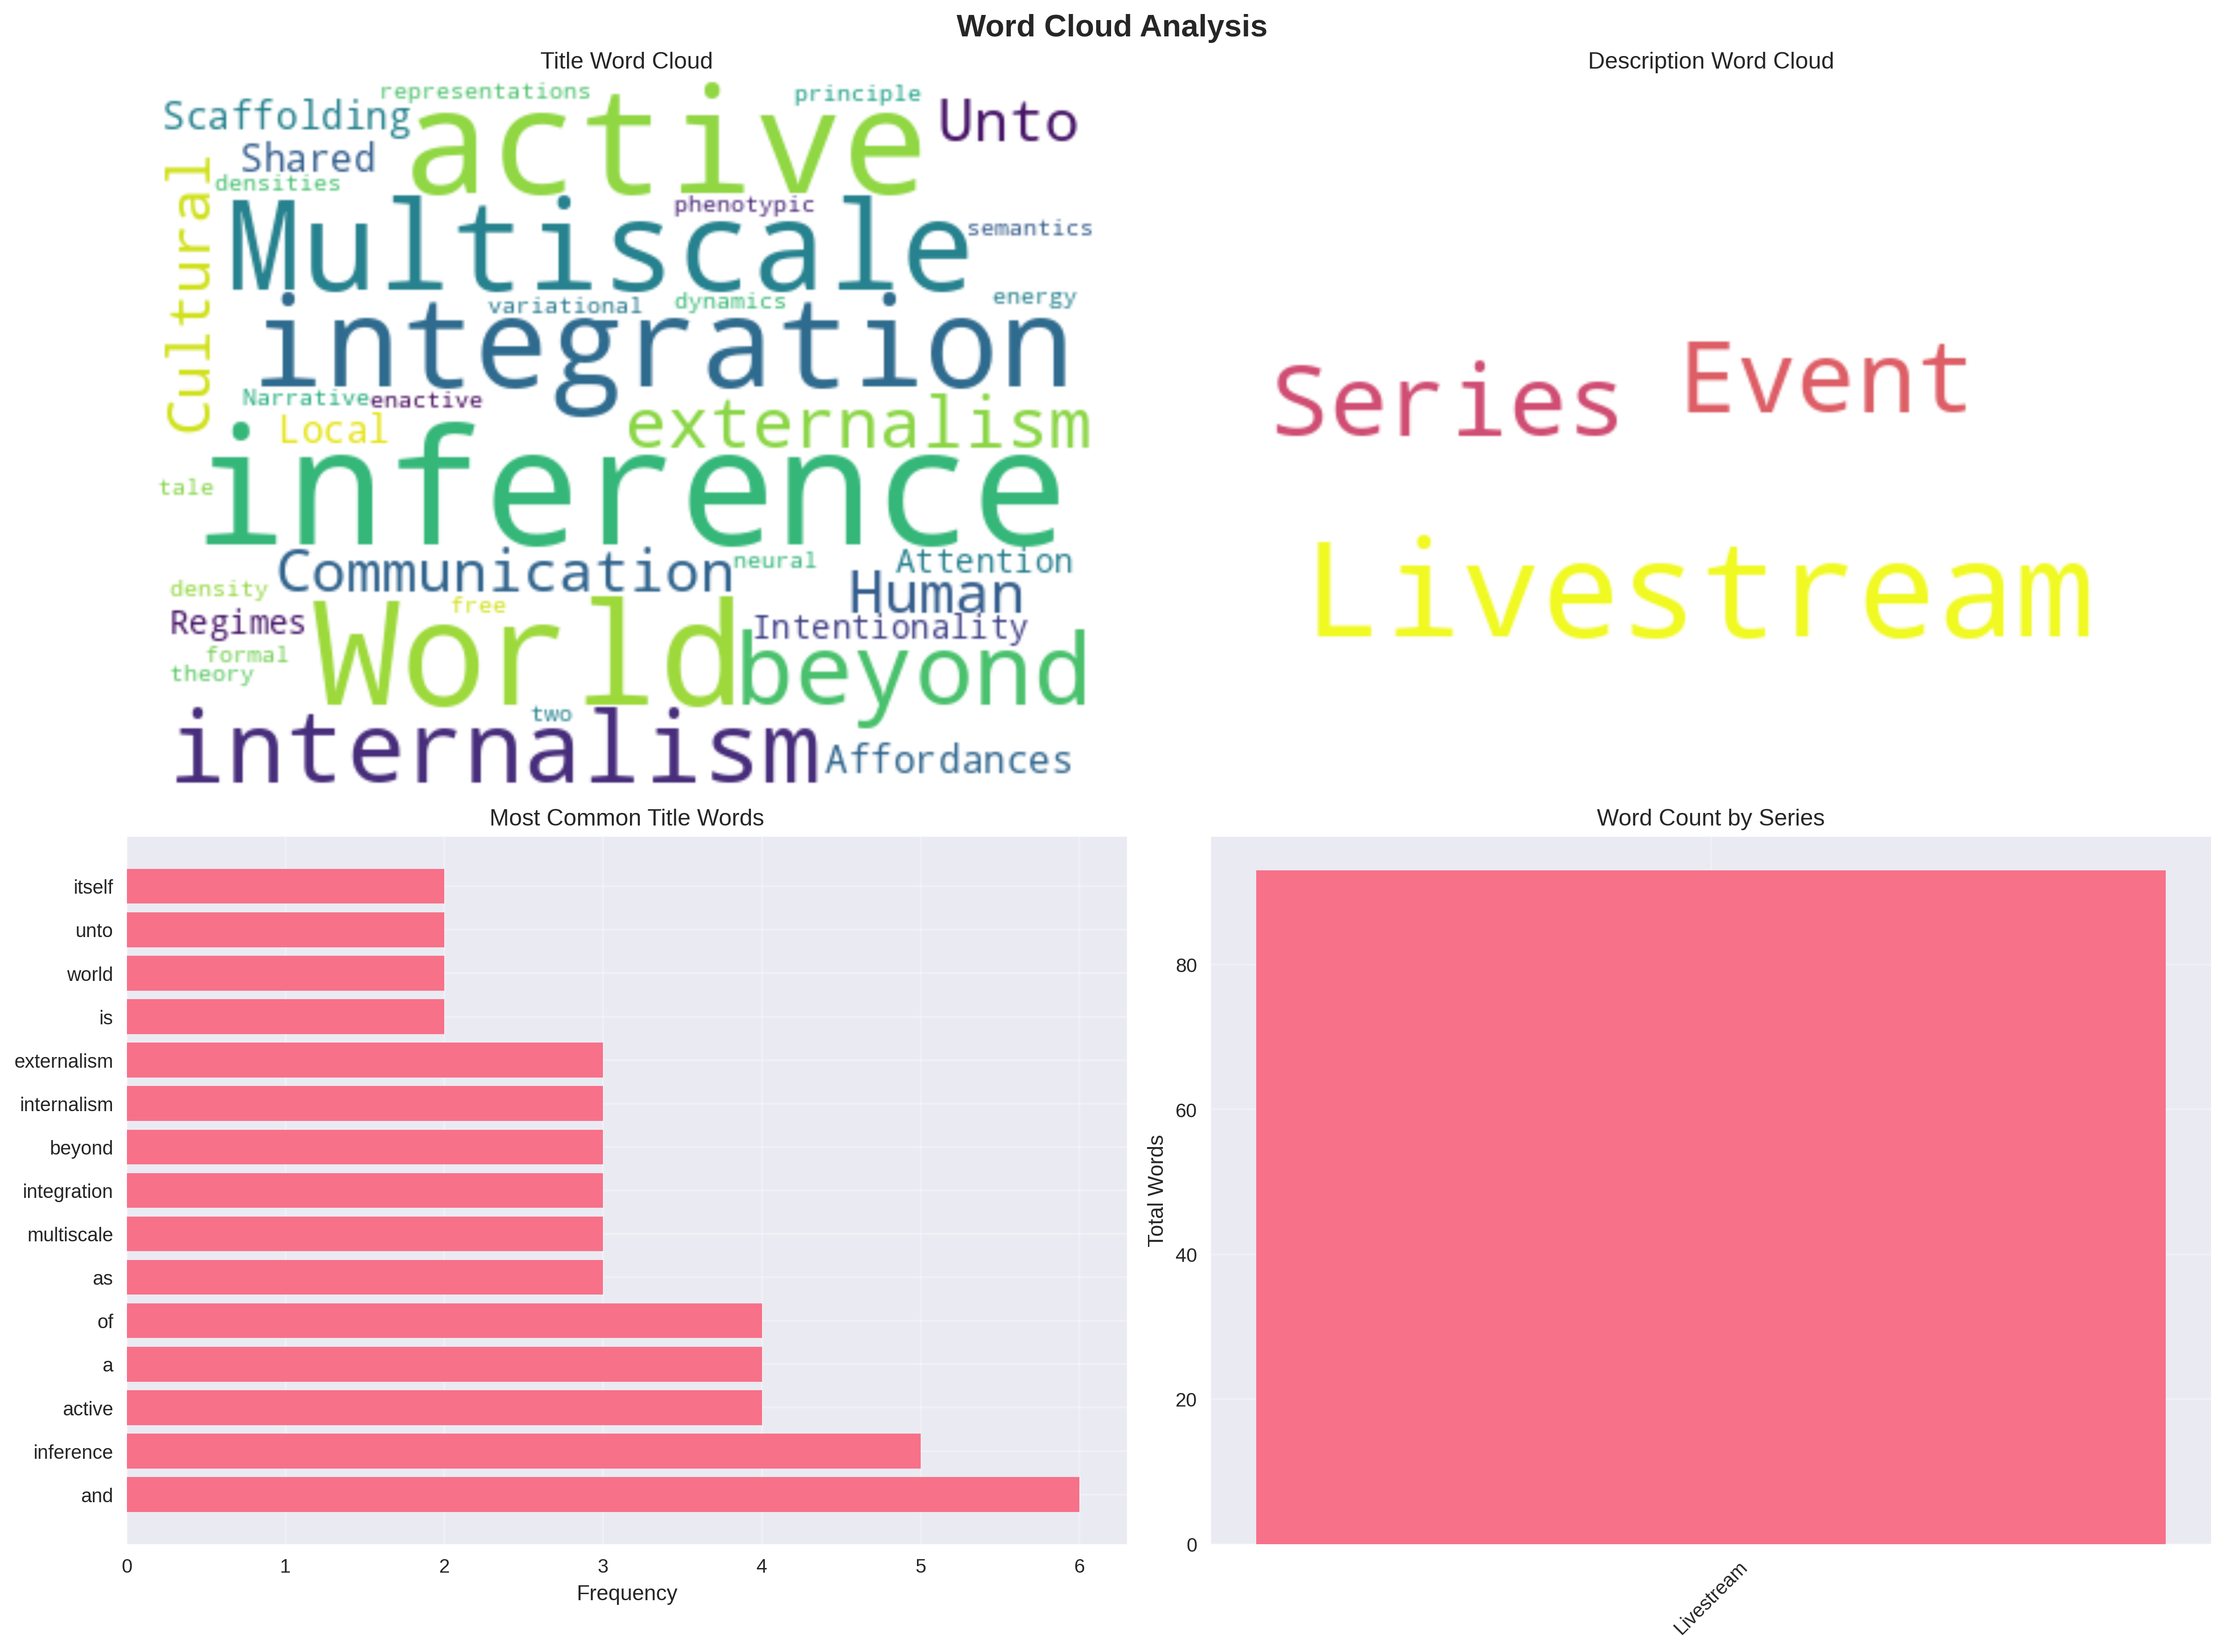 Word Cloud Analysis
Title Word Cloud
representations
principle
Scaffolding
active
Unto
Shared
densities
Cultural
phenotypic
Multiscale
semantics
variational
dynamics
energy
integration
Narrative
enactive
Local
externalism
inference
tale
Communication
neural
Attention
density
free
Human
Regimes
World
Intentionality
formal
theory
beyond
two
internalism
Affordances
Description Word Cloud
Series
Event
Livestream
Most Common Title Words
itself
unto
world
is
externalism
internalism
beyond
integration
multiscale
as
of
a
active
inference
and
0 1 2 3 4 5 6
Frequency
Word Count by Series
Total Words
80
60
40
20
0
Livestream